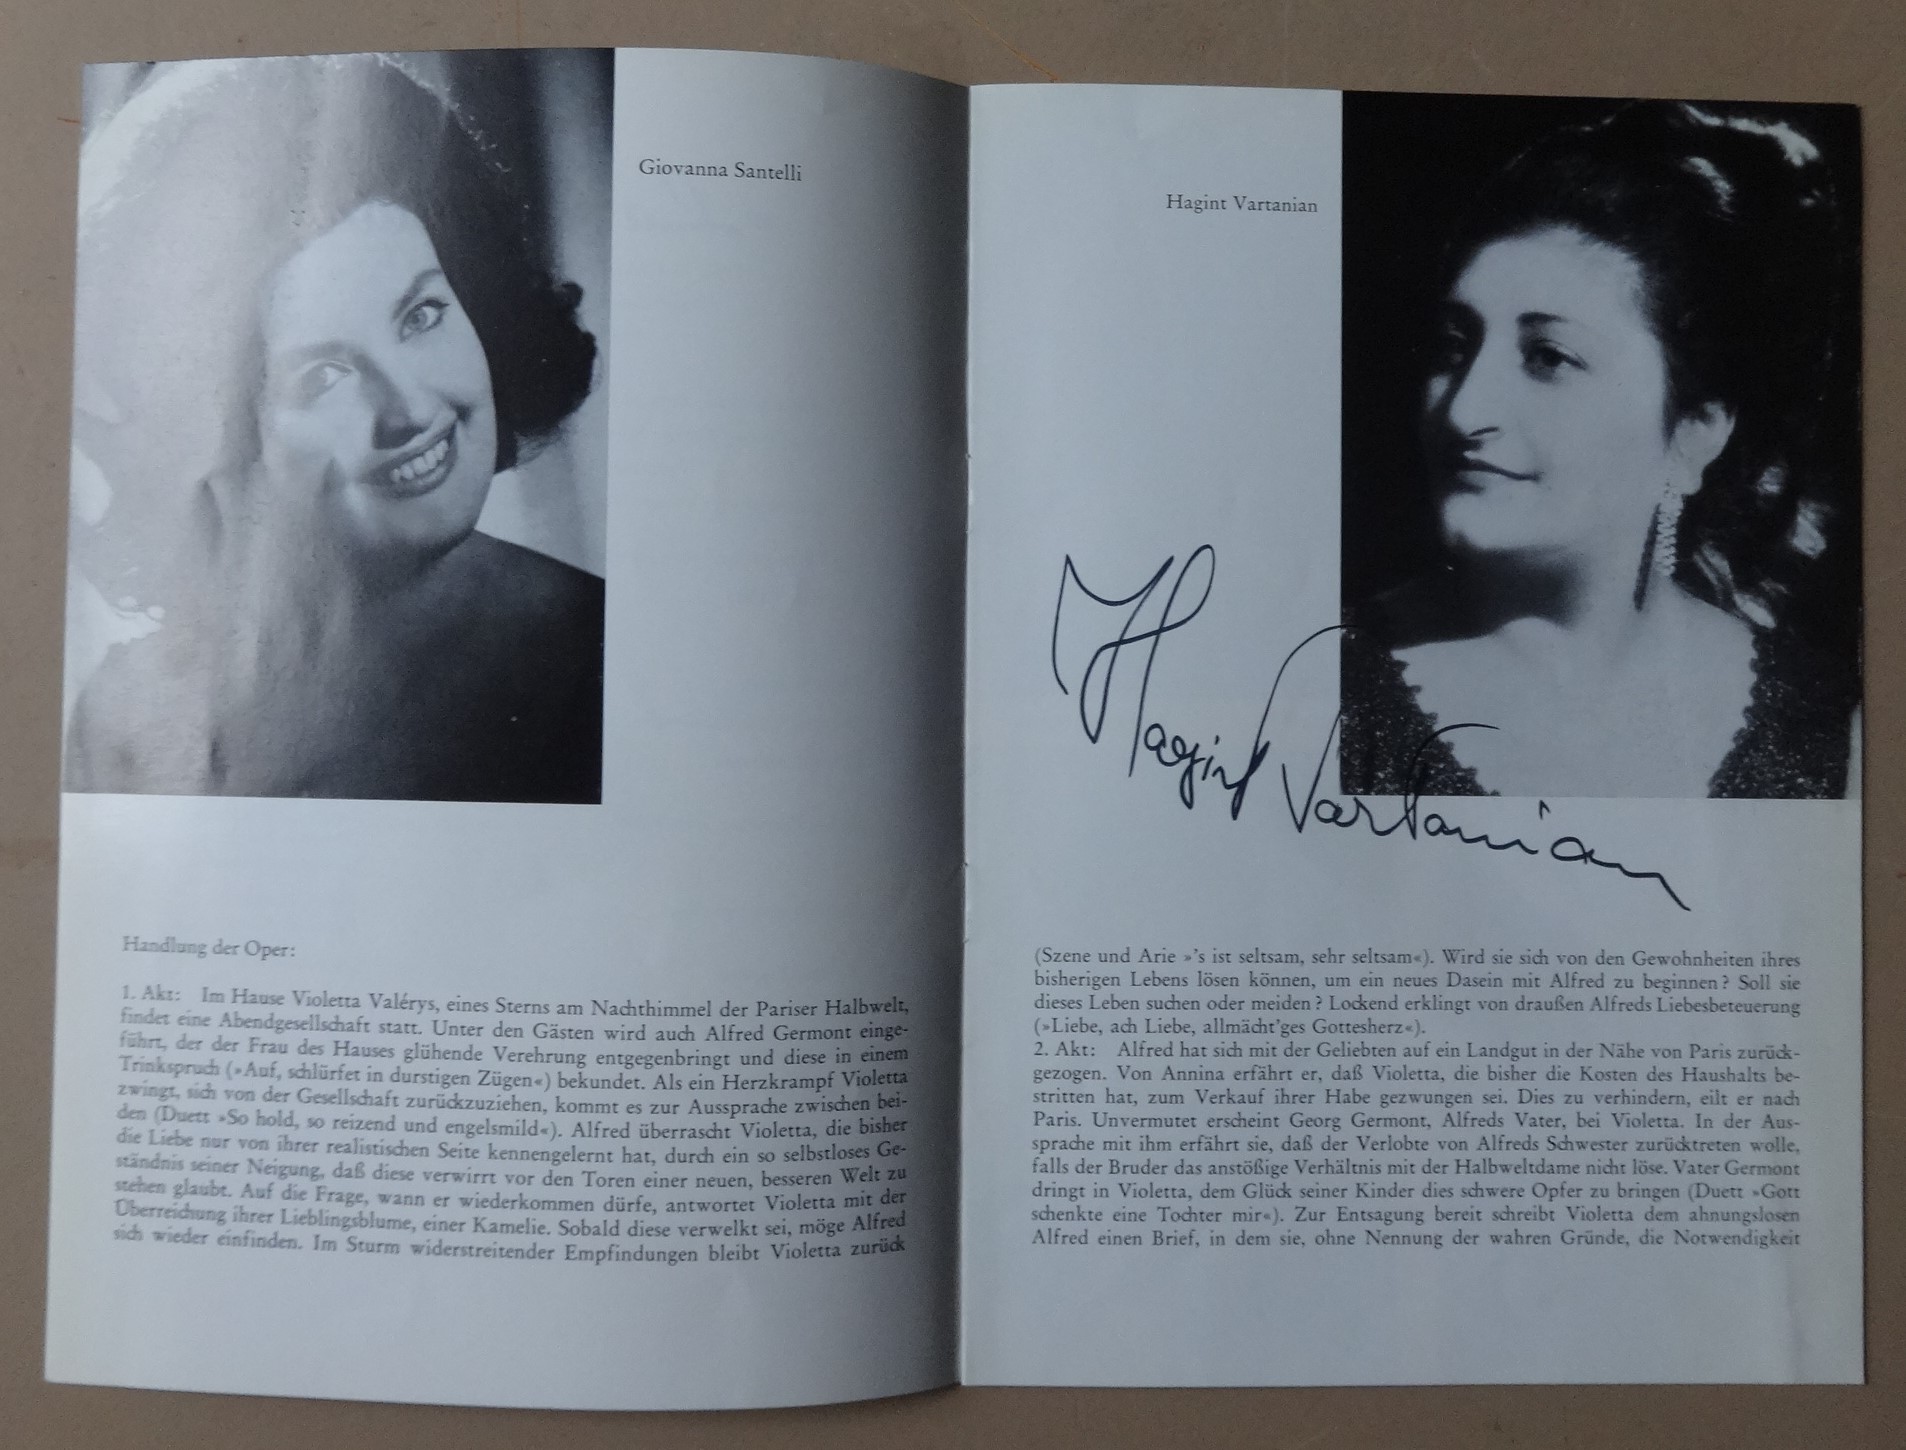 Giovanna Santelli
Handlung der Oper:
1. Akt: Im Hause Violetta Valérys, eines Sterns am Nachthimmel der Pariser Halbwelt,
findet eine Abendgesellschaft statt. Unter den Gästen wird auch Alfred Germont einge-
führt, der der Frau des Hauses glühende Verehrung entgegenbringt und diese in einem
Trinkspruch (»Auf, schlürfet in durstigen Zügen«) bekundet. Als ein Herzkrampf Violetta
zwingt, sich von der Gesellschaft zurückzuziehen, kommt es zur Aussprache zwischen bei-
den (Duett »So hold, so reizend und engelsmild«). Alfred überrascht Violetta, die bisher
die Liebe nur von ihrer realistischen Seite kennengelernt hat, durch ein so selbstloses Ge-
ständnis seiner Neigung, daß diese verwirrt vor den Toren einer neuen, besseren Welt zu
stehen glaubt. Auf die Frage, wann er wiederkommen dürfe, antwortet Violetta mit der
Überreichung ihrer Lieblingsblume, einer Kamelie. Sobald diese verwelkt sei, möge Alfred
sich wieder einfinden. Im Sturm widerstreitender Empfindungen bleibt Violetta zurück
Hagint Vartanian
Hagint Vartanian
(Szene und Arie »’s ist seltsam, sehr seltsam«). Wird sie sich von den Gewohnheiten ihres
bisherigen Lebens lösen können, um ein neues Dasein mit Alfred zu beginnen? Soll sie
dieses Leben suchen oder meiden? Lockend erklingt von draußen Alfreds Liebesbeteuerung
(»Liebe, ach Liebe, allmächt’ges Gottesherz«).
2. Akt: Alfred hat sich mit der Geliebten auf ein Landgut in der Nähe von Paris zurück-
gezogen. Von Annina erfährt er, daß Violetta, die bisher die Kosten des Haushalts be-
stritten hat, zum Verkauf ihrer Habe gezwungen sei. Dies zu verhindern, eilt er nach
Paris. Unvermutet erscheint Georg Germont, Alfreds Vater, bei Violetta. In der Aus-
sprache mit ihm erfährt sie, daß der Verlobte von Alfreds Schwester zurücktreten wolle,
falls der Bruder das anstößige Verhältnis mit der Halbweltdame nicht löse. Vater Germont
dringt in Violetta, dem Glück seiner Kinder dies schwere Opfer zu bringen (Duett »Gott
schenkte eine Tochter mir«). Zur Entsagung bereit schreibt Violetta dem ahnungslosen
Alfred einen Brief, in dem sie, ohne Nennung der wahren Gründe, die Notwendigkeit